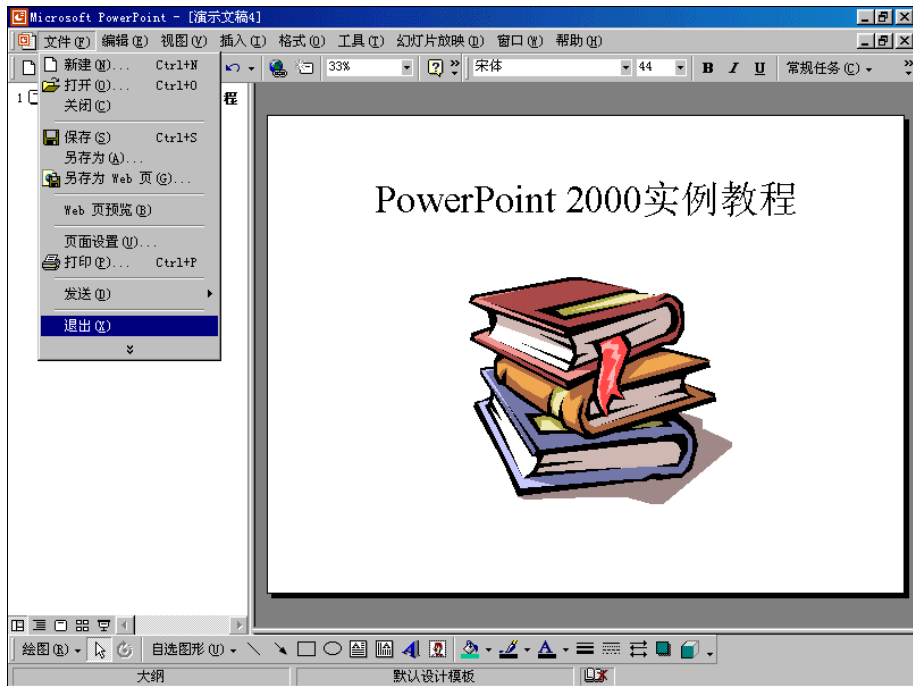 Microsoft PowerPoint - [演示文稿4]
文件(F) 编辑(E) 视图(V) 插入(I) 格式(O) 工具(T) 幻灯片放映(D) 窗口(W) 帮助(H)
33% 宋体 44 B I U 常规任务(C)
新建(N)... Ctrl+N
打开(O)... Ctrl+O
关闭(C)
保存(S) Ctrl+S
另存为(A)...
另存为 Web 页(G)...
Web 页预览(B)
页面设置(U)...
打印(P)... Ctrl+P
发送(D)
退出(X)
1
程
PowerPoint 2000实例教程
绘图(R) 自选图形(U)
大纲 默认设计模板